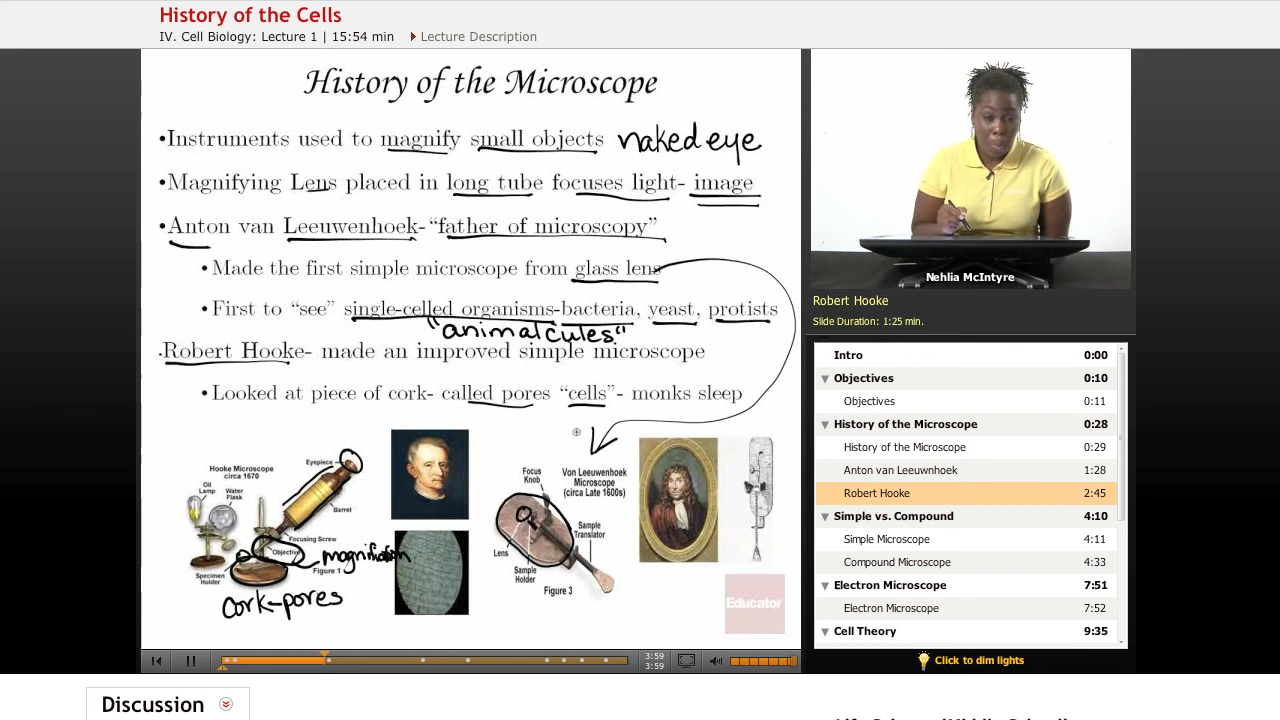 History of the Cells
IV. Cell Biology: Lecture 1 | 15:54 min
Lecture Description
History of the Microscope
•Instruments used to magnify small objects naked eye
•Magnifying Lens placed in long tube focuses light- image
•Anton van Leeuwenhoek-“father of microscopy”
•Made the first simple microscope from glass lens
•First to “see” single-celled organisms-bacteria, yeast, protists
"animalcules"
•Robert Hooke- made an improved simple microscope
•Looked at piece of cork- called pores “cells”- monks sleep
Hooke Microscope
circa 1670
Oil
Lamp
Water
Flask
Eyepiece
Barrel
Focusing Screw
Objective
magnification
Figure 1
Specimen
Holder
cork-pores
Focus
Knob
Von Leeuwenhoek
Microscope
(circa Late 1600s)
Sample
Translator
Lens
Sample
Holder
Figure 3
Educator
3:59
3:59
Nehlia McIntyre
Robert Hooke
Slide Duration: 1:25 min.
Intro 0:00
Objectives 0:10
Objectives 0:11
History of the Microscope 0:28
History of the Microscope 0:29
Anton van Leeuwnhoek 1:28
Robert Hooke 2:45
Simple vs. Compound 4:10
Simple Microscope 4:11
Compound Microscope 4:33
Electron Microscope 7:51
Electron Microscope 7:52
Cell Theory 9:35
Click to dim lights
Discussion